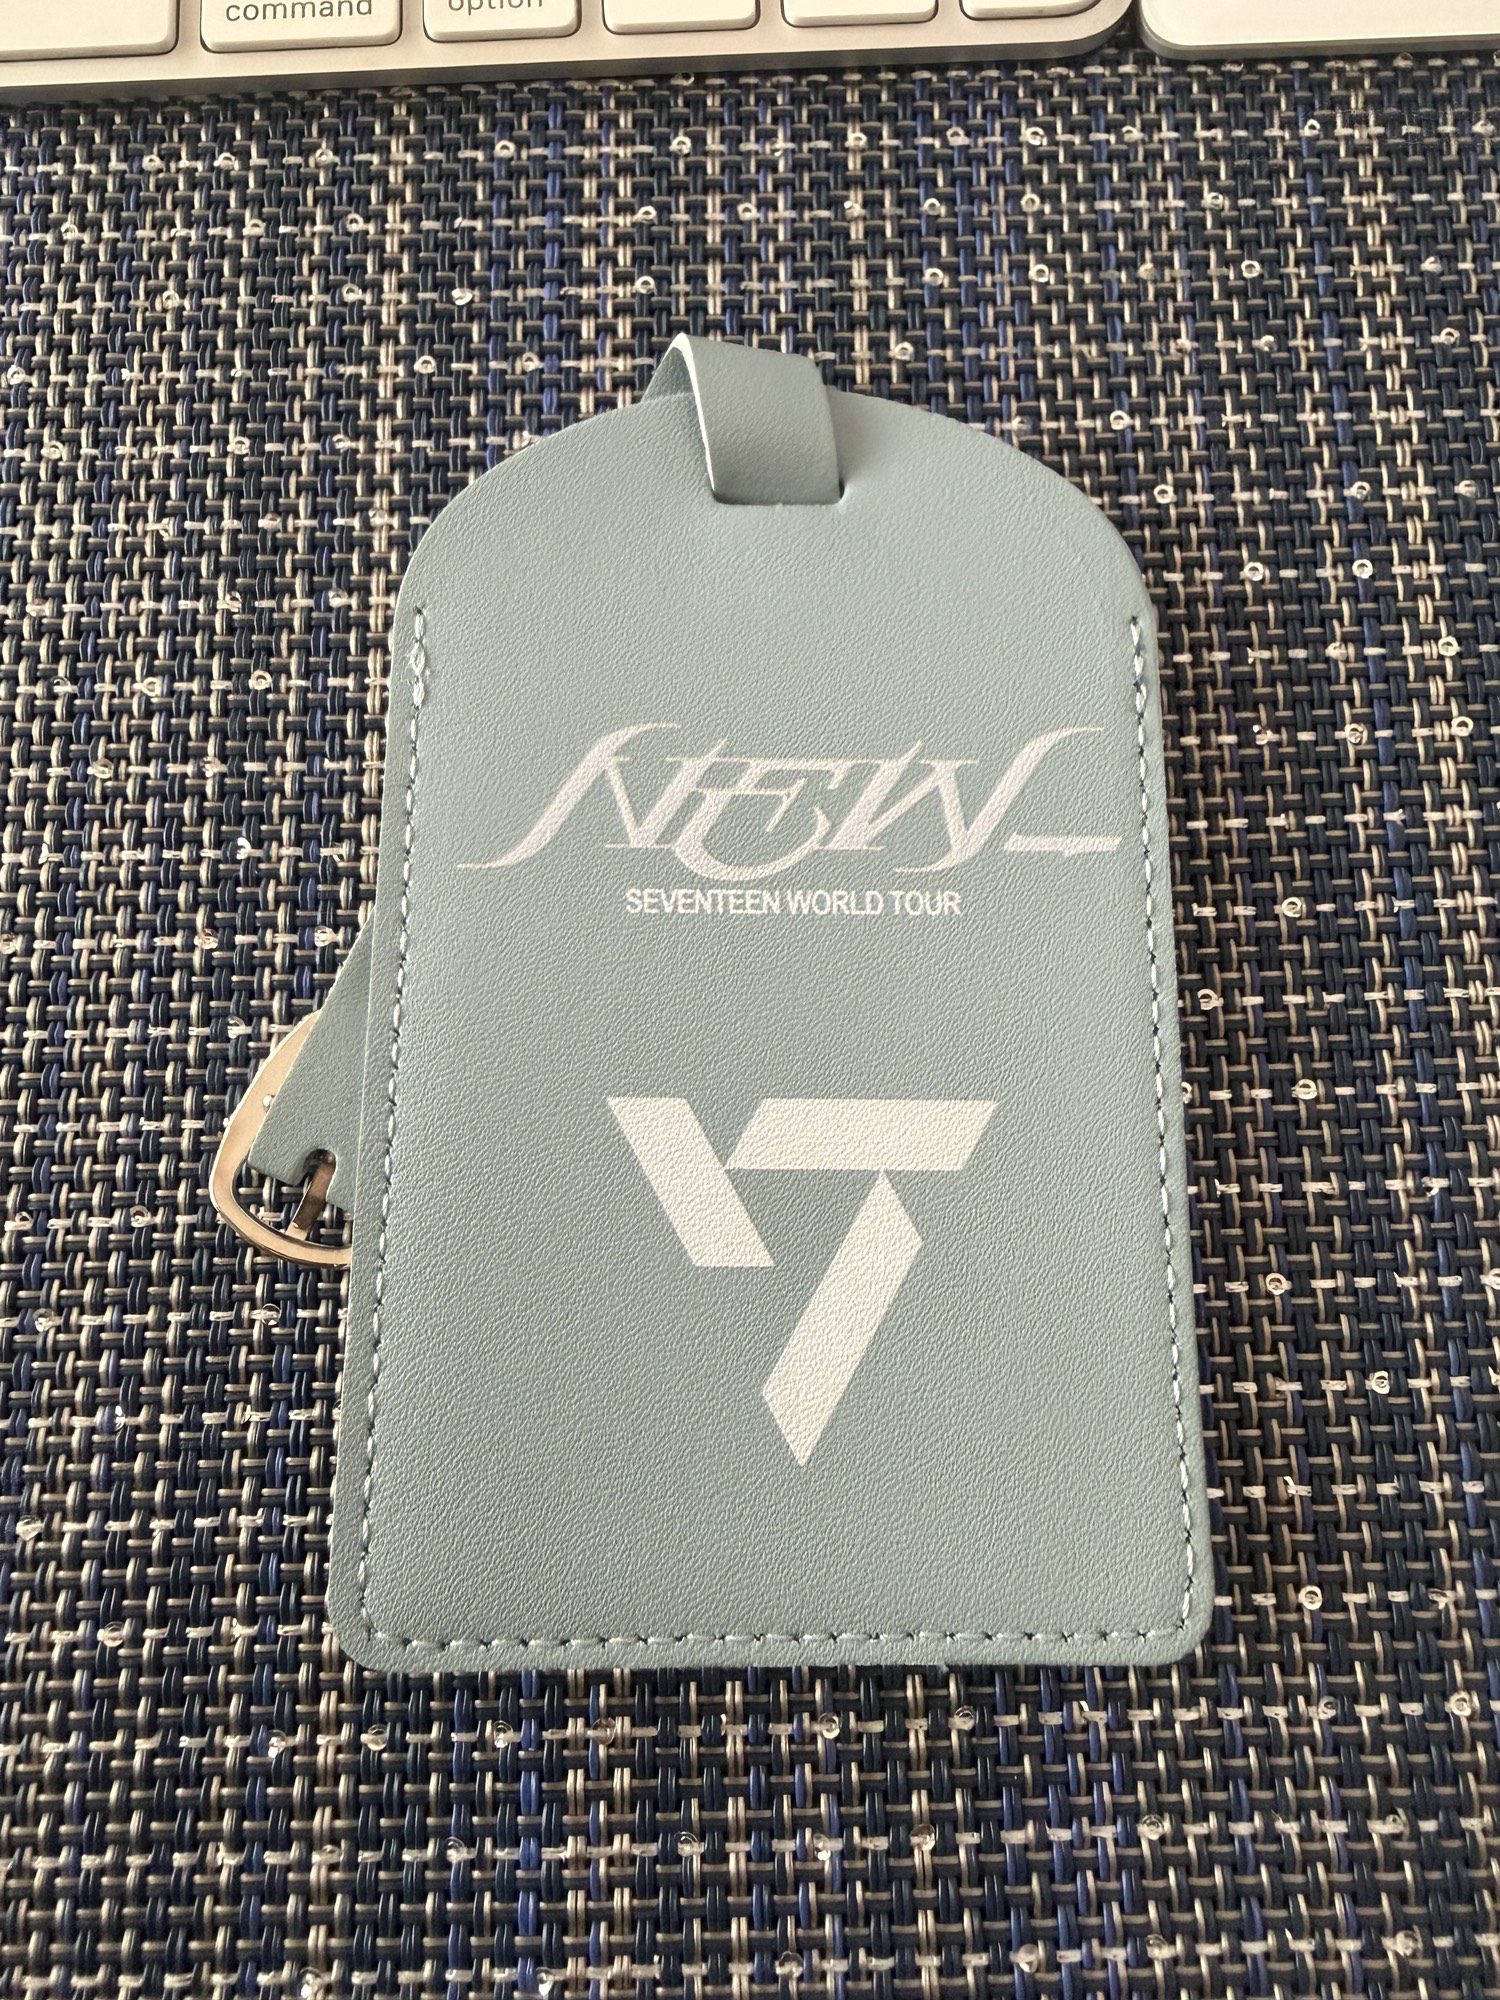 command
option
NEW_
SEVENTEEN WORLD TOUR